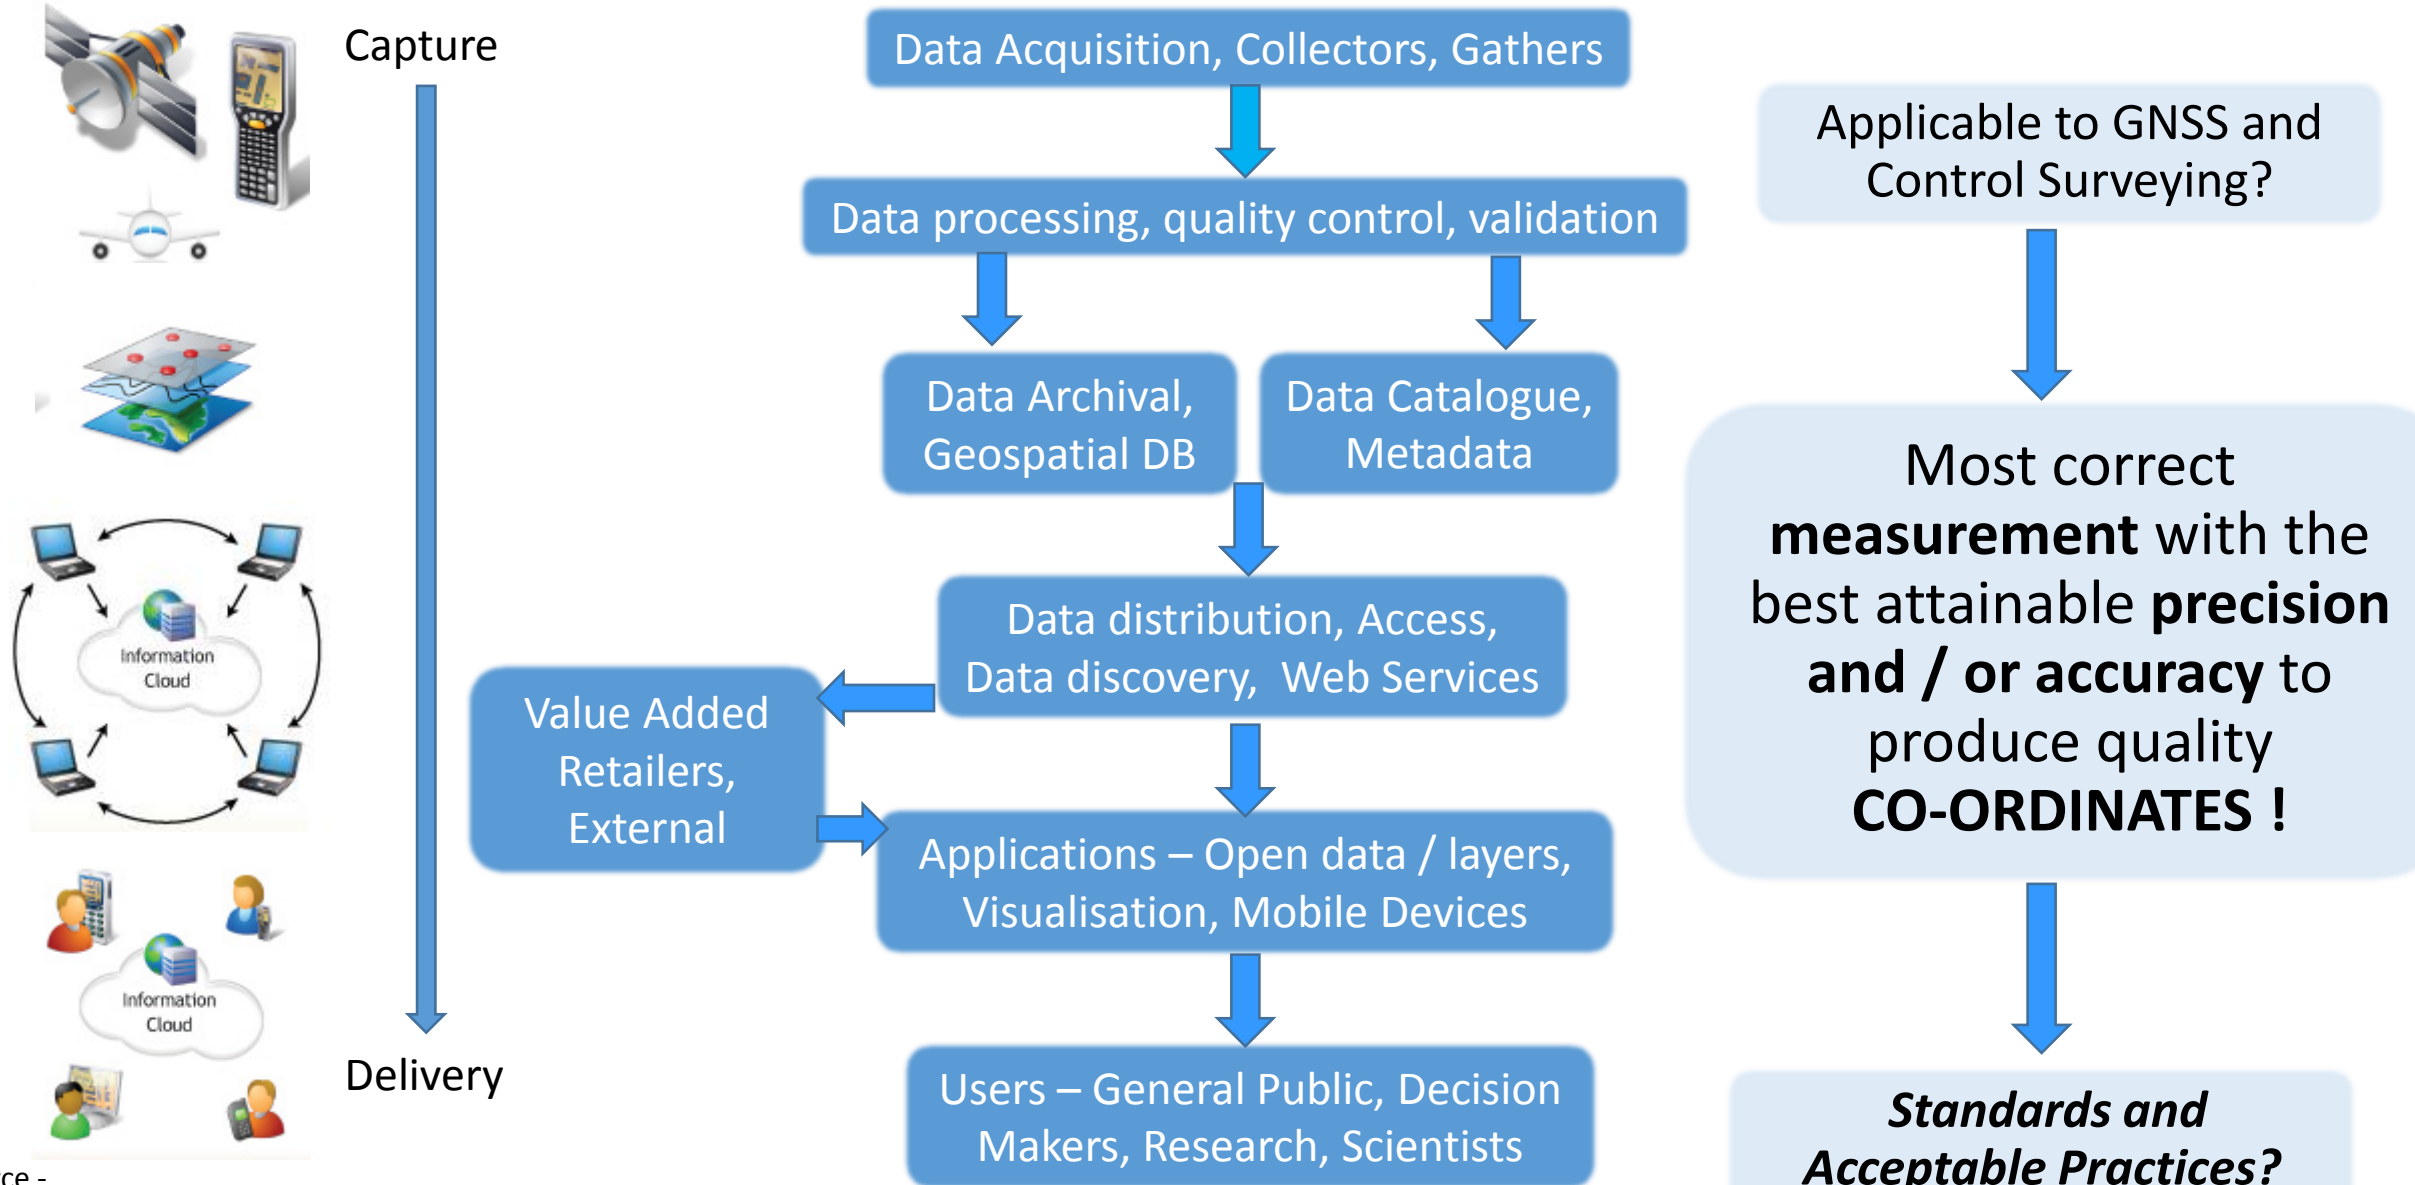 Capture
Data Acquisition, Collectors, Gathers
Applicable to GNSS and
Control Surveying?
Data processing, quality control, validation
Data Archival,
Geospatial DB
Data Catalogue,
Metadata
Most correct
measurement with the
best attainable precision
and / or accuracy to
produce quality
CO-ORDINATES !
Information
Cloud
Data distribution, Access,
Data discovery, Web Services
Value Added
Retailers,
External
Applications – Open data / layers,
Visualisation, Mobile Devices
Information
Cloud
Delivery
Users – General Public, Decision
Makers, Research, Scientists
Standards and
Acceptable Practices?